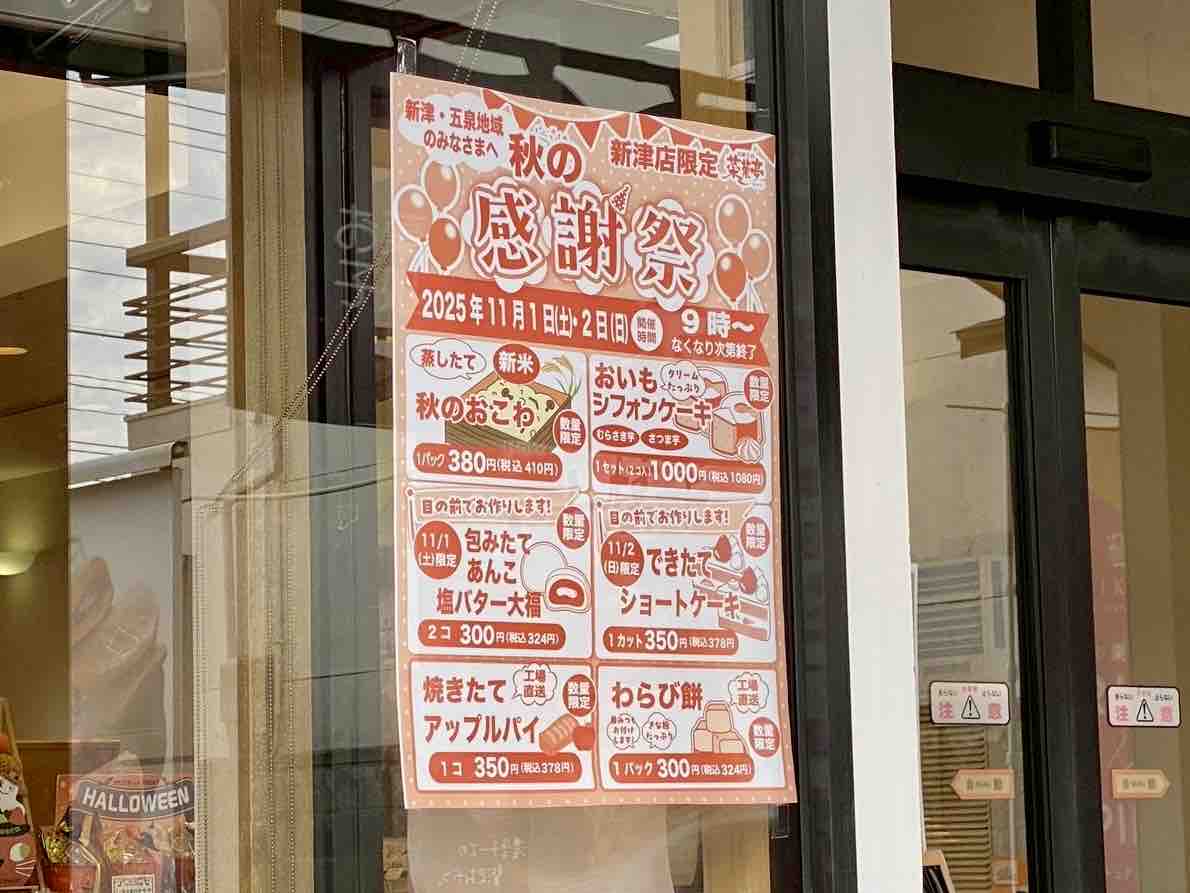 新津・五泉地域
のみなさまへ
秋の
新津店限定
菜菓亭
感謝祭
2025年11月1日(土)・2日(日)
開催
時間
9時～
なくなり次第終了
蒸したて
新米
秋のおこわ
数量
限定
1パック 380円(税込410円)
おいも
シフォンケーキ
クリーム
たっぷり
数量
限定
むらさき芋 さつま芋
1セット(2コ入)1000円(税込1080円)
目の前でお作りします!
数量
限定
11/1
(土)限定
包みたて
あんこ
塩バター大福
2コ 300円(税込324円)
目の前でお作りします!
数量
限定
11/2
(日)限定
できたて
ショートケーキ
1カット350円(税込378円)
焼きたて
アップルパイ
工場
直送
数量
限定
1コ 350円(税込378円)
わらび餅
工場
直送
きな粉
たっぷり
数量
限定
1パック 300円(税込324円)
HALLOWEEN
注意
注意